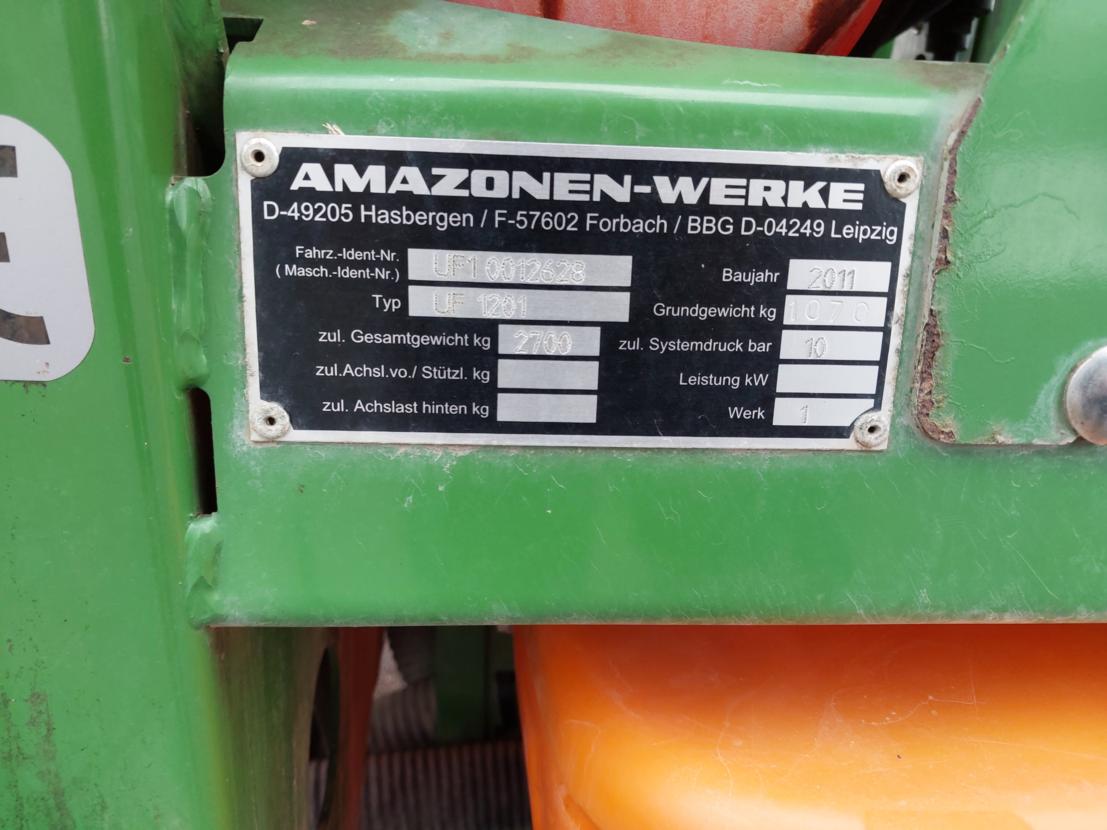 AMAZONEN-WERKE
D-49205 Hasbergen / F-57602 Forbach / BBG D-04249 Leipzig
Fahrz.-Ident-Nr.
( Masch.-Ident-Nr.) UF1 0012628 Baujahr 2011
Typ UF 1201 Grundgewicht kg 1070
zul. Gesamtgewicht kg 2700 zul. Systemdruck bar 10
zul.Achsl.vo./ Stützl. kg Leistung kW
zul. Achslast hinten kg Werk 1